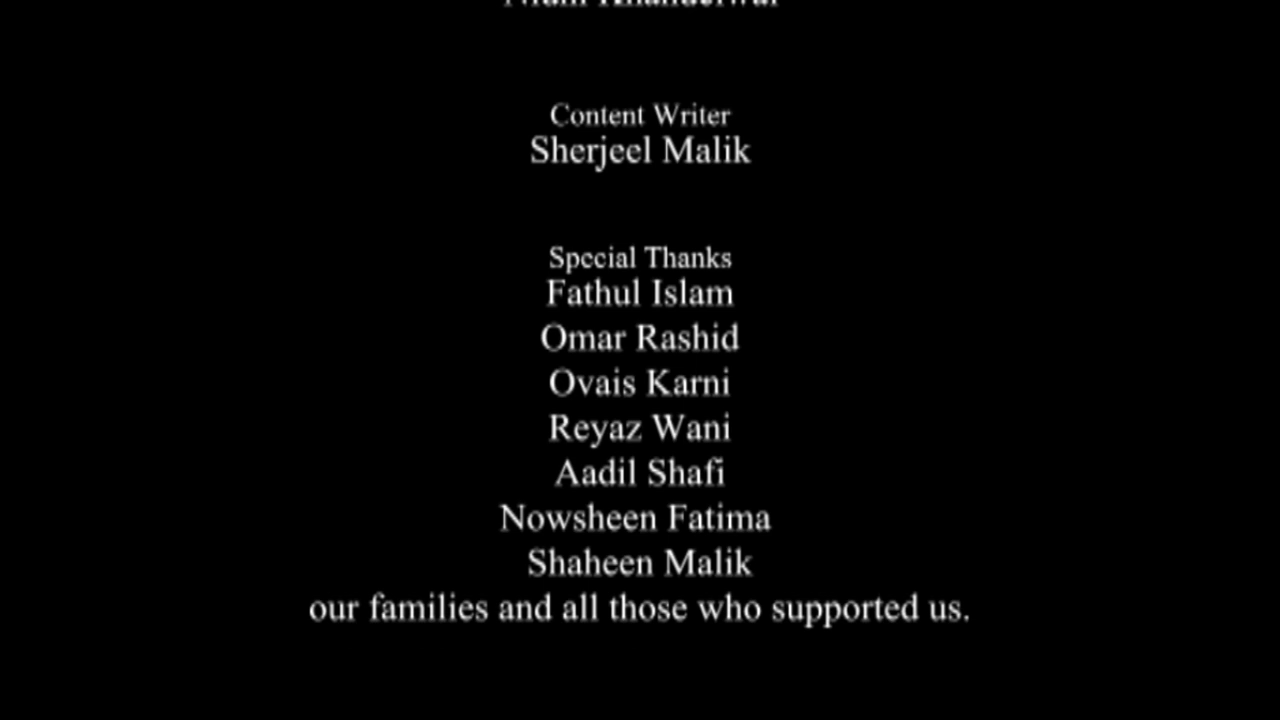 Content Writer
Sherjeel Malik
Special Thanks
Fathul Islam
Omar Rashid
Ovais Karni
Reyaz Wani
Aadil Shafi
Nowsheen Fatima
Shaheen Malik
our families and all those who supported us.